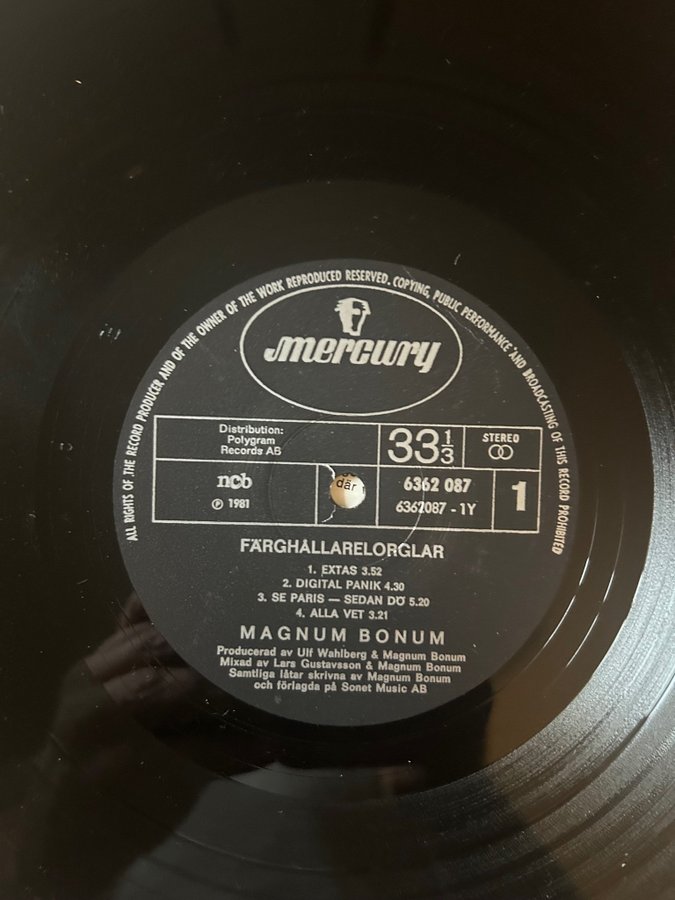 ALL RIGHTS OF THE RECORD PRODUCER AND OF THE OWNER OF THE WORK REPRODUCED RESERVED. COPYING, PUBLIC PERFORMANCE AND BROADCASTING OF THIS RECORD PROHIBITED
mercury
Distribution:
Polygram
Records AB
33 1/3
STEREO
ncb
Ⓟ 1981
där
6362 087
6362087 - 1Y
1
FÄRGHÅLLARELORGLAR
1. EXTAS 3.52
2. DIGITAL PANIK 4.30
3. SE PARIS — SEDAN DÖ 5.20
4. ALLA VET 3.21
MAGNUM BONUM
Producerad av Ulf Wahlberg & Magnum Bonum
Mixad av Lars Gustavsson & Magnum Bonum
Samtliga låtar skrivna av Magnum Bonum
och förlagda på Sonet Music AB